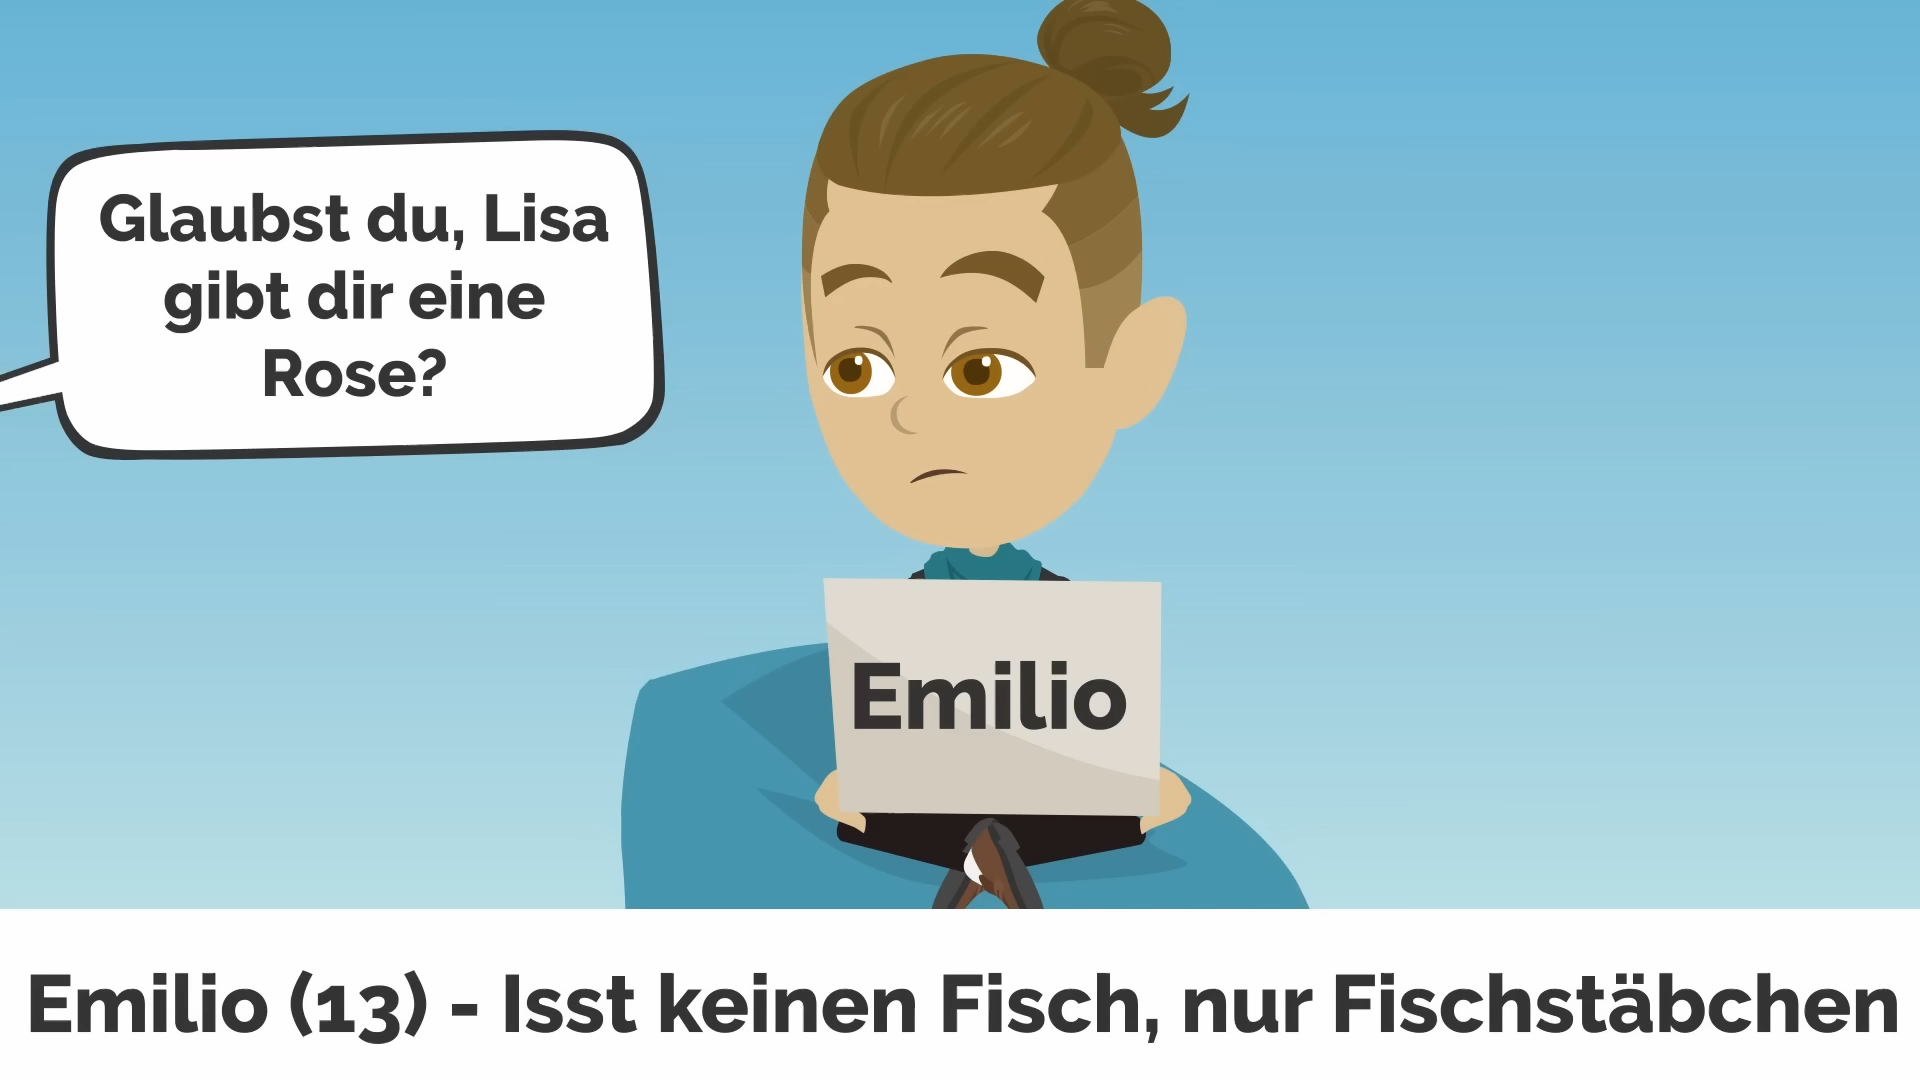 Glaubst du, Lisa
gibt dir eine
Rose?
Emilio
Emilio (13) - Isst keinen Fisch, nur Fischstäbchen